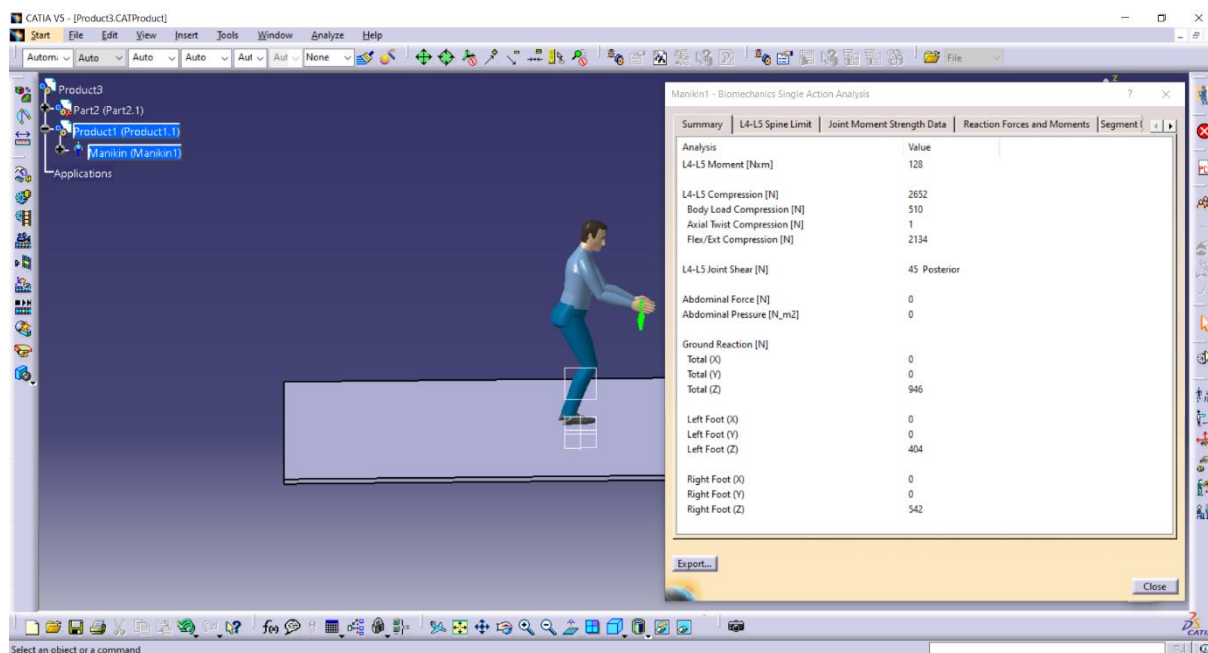 CATIA V5 - [Product3.CATProduct]
Start File Edit View Insert Tools Window Analyze Help
Auto Auto Auto Aut Aut None File
Product3
Part2 (Part2.1)
Product1 (Product1.1)
Manikin (Manikin1)
Applications
z
Manikin1 - Biomechanics Single Action Analysis ?
Summary L4-L5 Spine Limit Joint Moment Strength Data Reaction Forces and Moments Segment
Analysis Value
L4-L5 Moment [Nxm] 128
L4-L5 Compression [N] 2652
Body Load Compression [N] 510
Axial Twist Compression [N] 1
Flex/Ext Compression [N] 2134
L4-L5 Joint Shear [N] 45 Posterior
Abdominal Force [N] 0
Abdominal Pressure [N_m2] 0
Ground Reaction [N]
Total (X) 0
Total (Y) 0
Total (Z) 946
Left Foot (X) 0
Left Foot (Y) 0
Left Foot (Z) 404
Right Foot (X) 0
Right Foot (Y) 0
Right Foot (Z) 542
Export...
Close
f(x)
CATIA
Select an object or a command